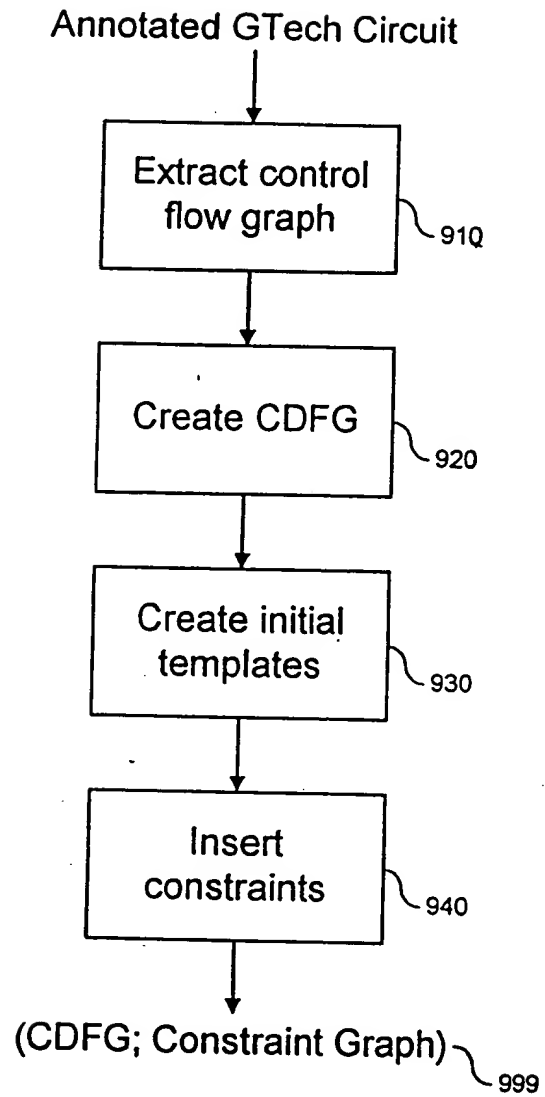 Annotated GTech Circuit
Extract control
flow graph
910
Create CDFG
920
Create initial
templates
930
Insert
constraints
940
(CDFG; Constraint Graph)
999